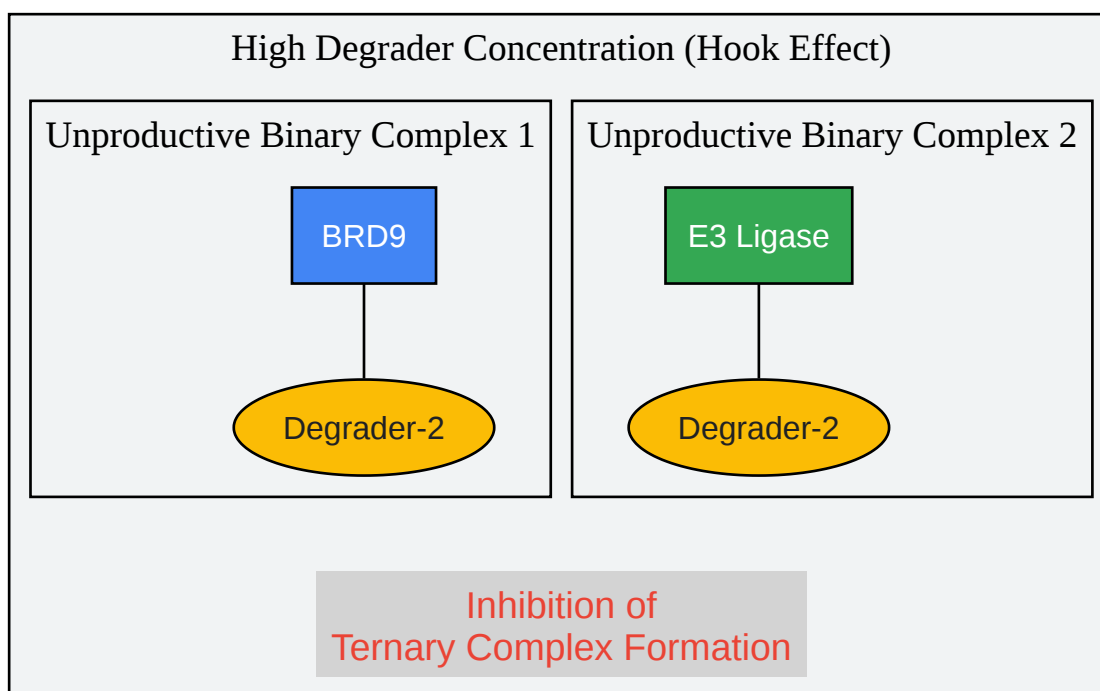 High Degrader Concentration (Hook Effect)
Unproductive Binary Complex 1
Unproductive Binary Complex 2
BRD9
E3 Ligase
Degrader-2
Degrader-2
Inhibition of
Ternary Complex Formation